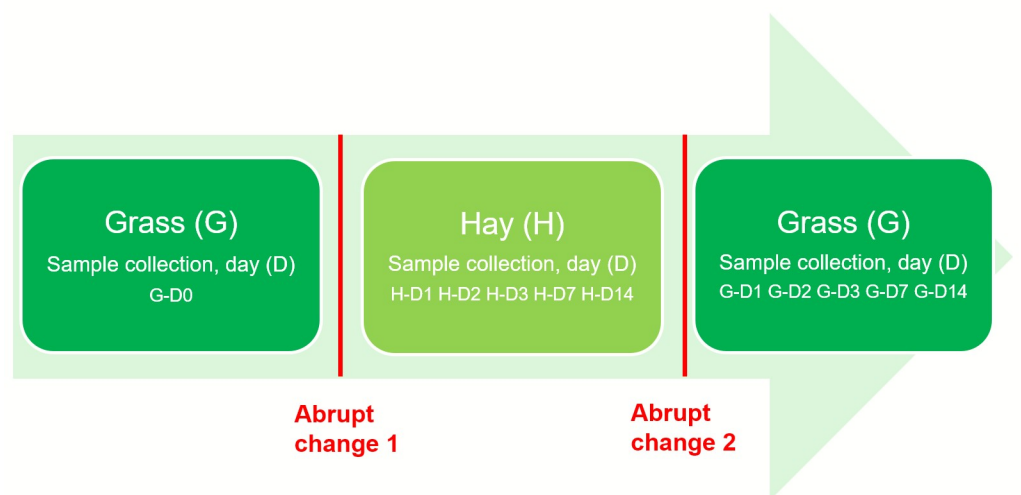 Grass (G)
Sample collection, day (D)
G-D0
Hay (H)
Sample collection, day (D)
H-D1 H-D2 H-D3 H-D7 H-D14
Grass (G)
Sample collection, day (D)
G-D1 G-D2 G-D3 G-D7 G-D14
Abrupt
change 1
Abrupt
change 2